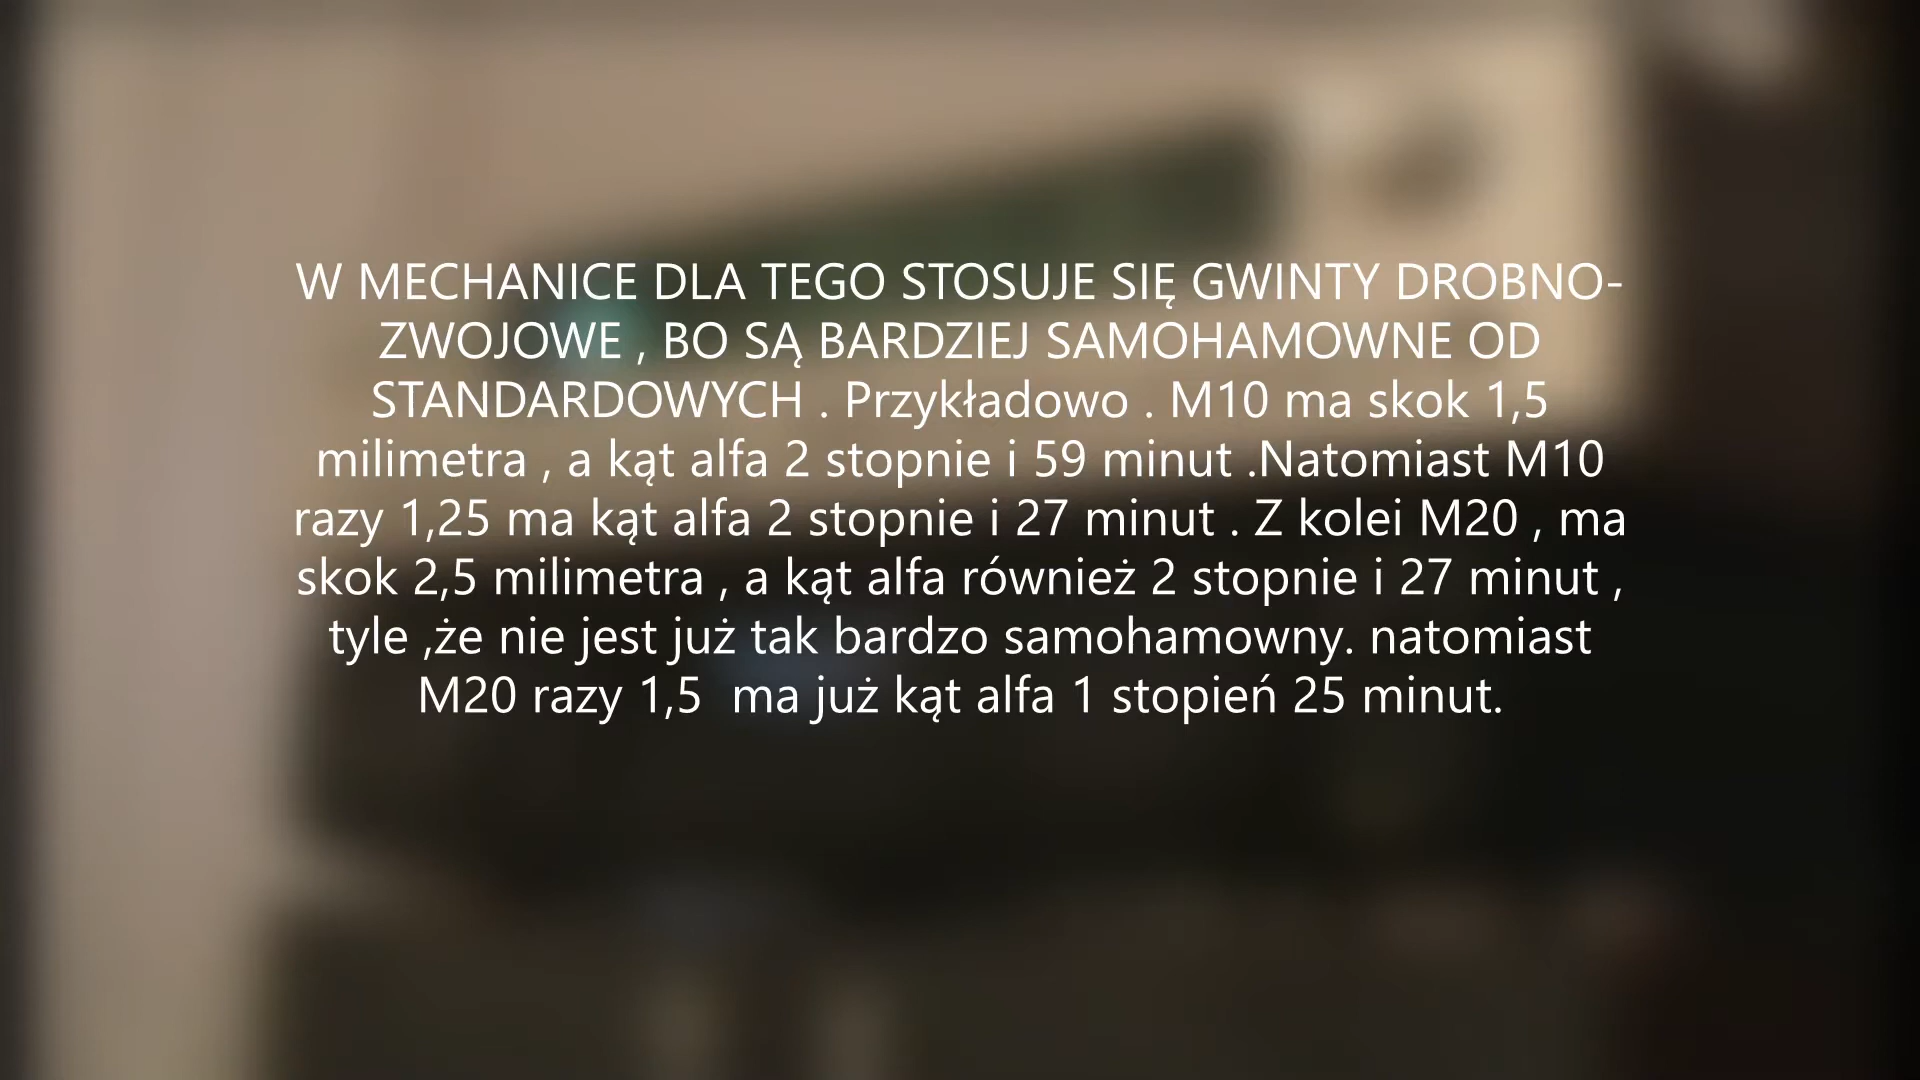 W MECHANICE DLA TEGO STOSUJE SIĘ GWINTY DROBNO-
ZWOJOWE , BO SĄ BARDZIEJ SAMOHAMOWNE OD
STANDARDOWYCH . Przykładowo . M10 ma skok 1,5
milimetra , a kąt alfa 2 stopnie i 59 minut .Natomiast M10
razy 1,25 ma kąt alfa 2 stopnie i 27 minut . Z kolei M20 , ma
skok 2,5 milimetra , a kąt alfa również 2 stopnie i 27 minut ,
tyle ,że nie jest już tak bardzo samohamowny. natomiast
M20 razy 1,5  ma już kąt alfa 1 stopień 25 minut.